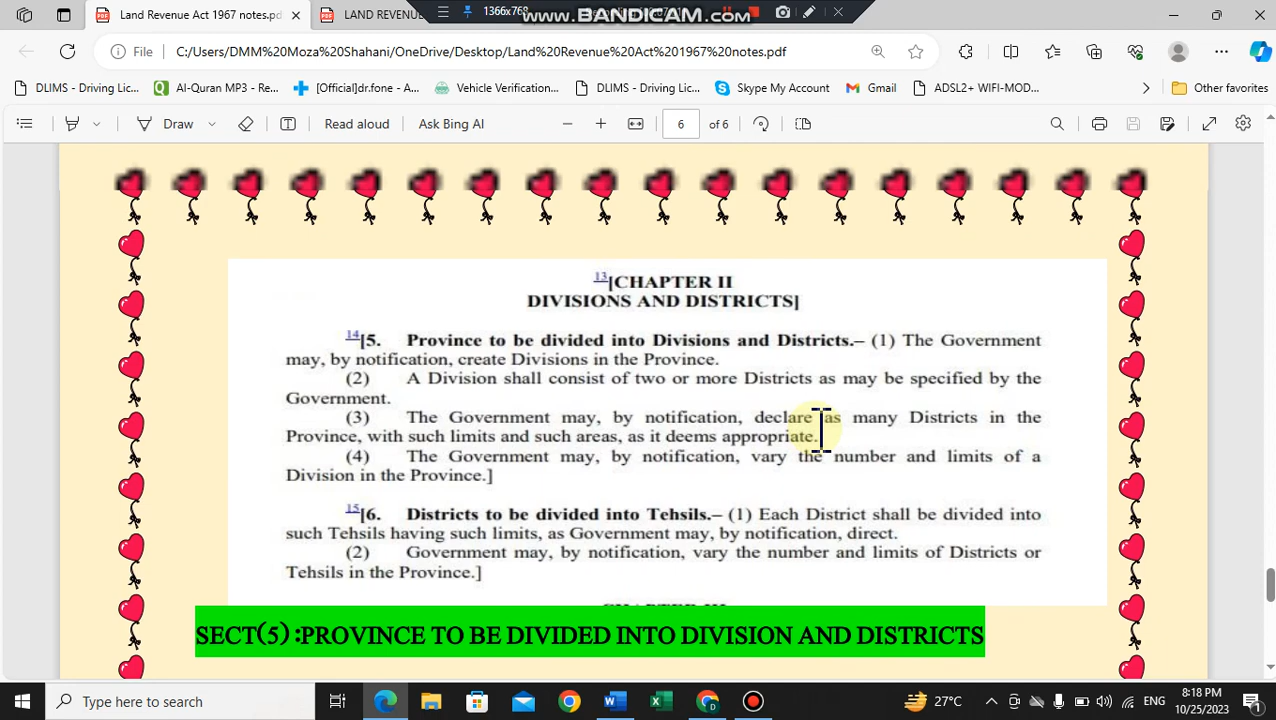 Land Revenue Act 1967 notes.pdf
LAND REVENUE
1366x768
www.BANDICAM.com
File
C:/Users/DMM%20Moza%20Shahani/OneDrive/Desktop/Land%20Revenue%20Act%201967%20notes.pdf
DLIMS - Driving Lic...
Al-Quran MP3 - Re...
[Official]dr.fone - A...
Vehicle Verification...
DLIMS - Driving Lic...
Skype My Account
Gmail
ADSL2+ WIFI-MOD...
Other favorites
Draw
Read aloud
Ask Bing AI
6
of 6
13[CHAPTER II
DIVISIONS AND DISTRICTS]
14[5. Province to be divided into Divisions and Districts.– (1) The Government
may, by notification, create Divisions in the Province.
(2) A Division shall consist of two or more Districts as may be specified by the
Government.
(3) The Government may, by notification, declare as many Districts in the
Province, with such limits and such areas, as it deems appropriate.
(4) The Government may, by notification, vary the number and limits of a
Division in the Province.]
15[6. Districts to be divided into Tehsils.– (1) Each District shall be divided into
such Tehsils having such limits, as Government may, by notification, direct.
(2) Government may, by notification, vary the number and limits of Districts or
Tehsils in the Province.]
SECT(5) :PROVINCE TO BE DIVIDED INTO DIVISION AND DISTRICTS
Type here to search
27°C
ENG
10/25/2023